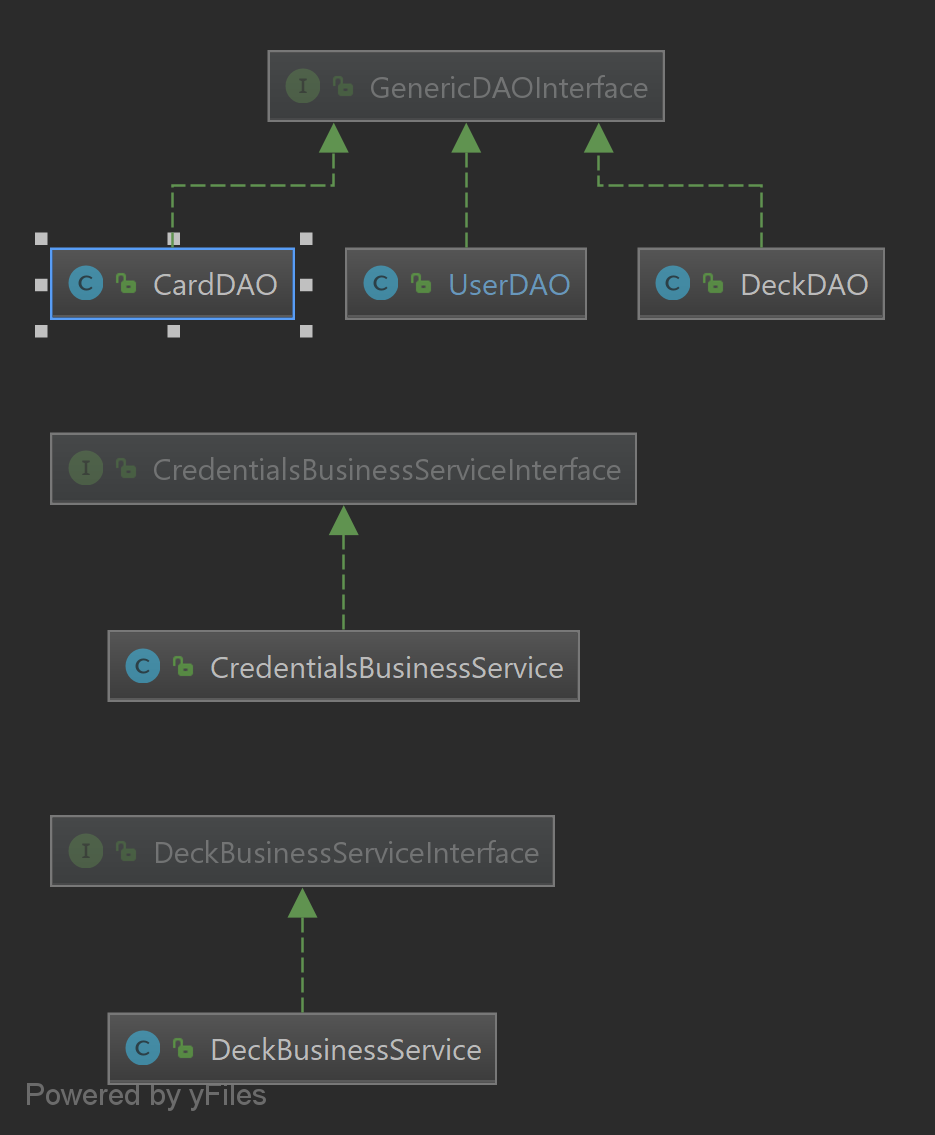 I GenericDAOInterface
C CardDAO C UserDAO C DeckDAO
I CredentialsBusinessServiceInterface
C CredentialsBusinessService
I DeckBusinessServiceInterface
C DeckBusinessService
Powered by yFiles